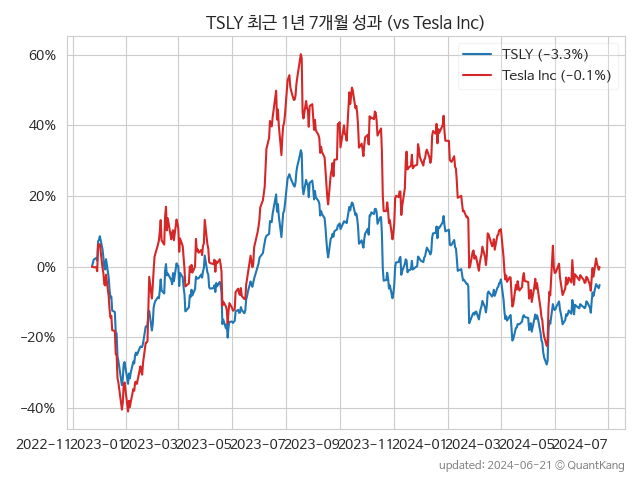 TSLY 최근 1년 7개월 성과 (vs Tesla Inc)
TSLY (-3.3%)
Tesla Inc (-0.1%)
60%
40%
20%
0%
-20%
-40%
2022-11 2023-01 2023-03 2023-05 2023-07 2023-09 2023-11 2024-01 2024-03 2024-05 2024-07
updated: 2024-06-21 © QuantKang